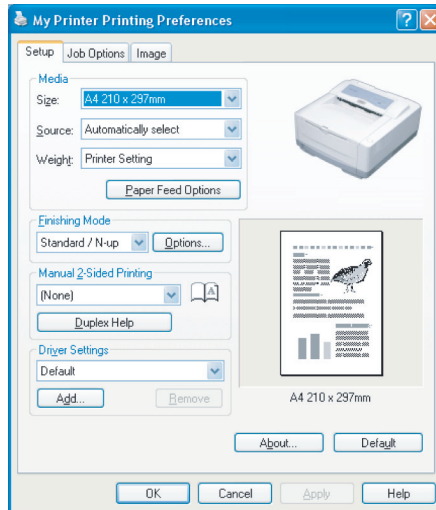 My Printer Printing Preferences
Setup Job Options Image
Media
Size: A4 210 x 297mm
Source: Automatically select
Weight: Printer Setting
Paper Feed Options
Finishing Mode
Standard / N-up Options...
Manual 2-Sided Printing
(None) A
Duplex Help
Driver Settings
Default
Add... Remove
A4 210 x 297mm
About... Default
OK Cancel Apply Help